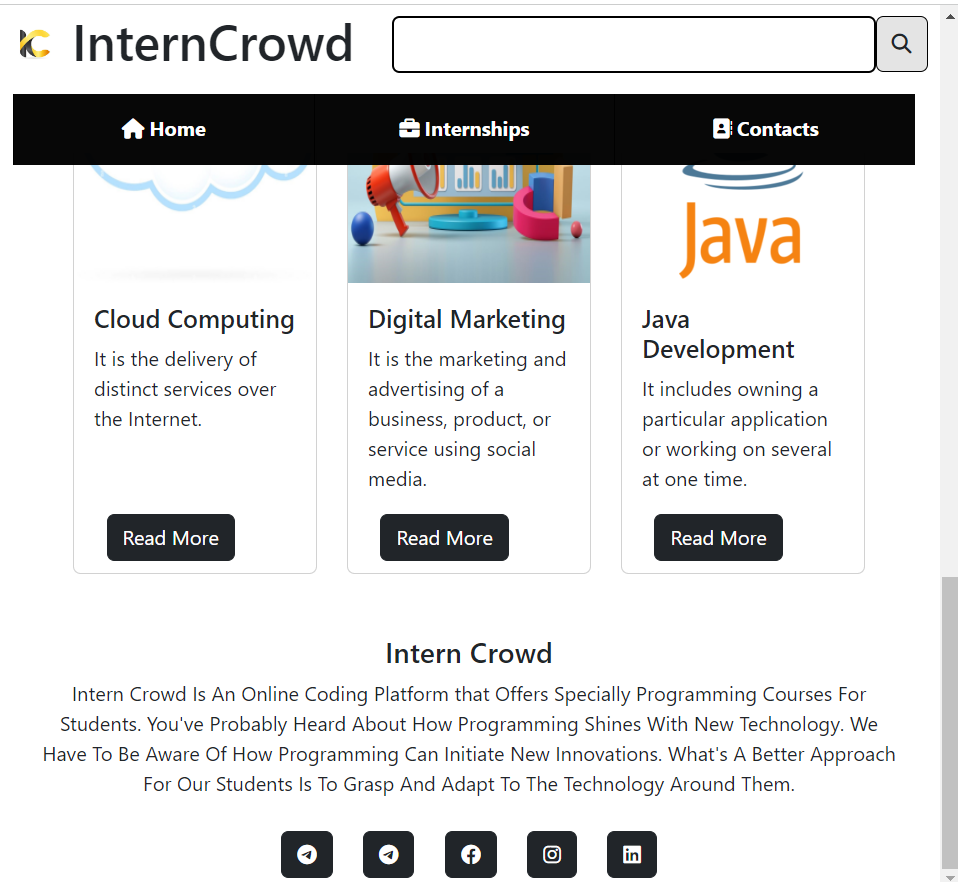 InternCrowd
Home Internships Contacts
Java
Cloud Computing
It is the delivery of
distinct services over
the Internet.
Read More
Digital Marketing
It is the marketing and
advertising of a
business, product, or
service using social
media.
Read More
Java
Development
It includes owning a
particular application
or working on several
at one time.
Read More
Intern Crowd
Intern Crowd Is An Online Coding Platform that Offers Specially Programming Courses For
Students. You've Probably Heard About How Programming Shines With New Technology. We
Have To Be Aware Of How Programming Can Initiate New Innovations. What's A Better Approach
For Our Students Is To Grasp And Adapt To The Technology Around Them.